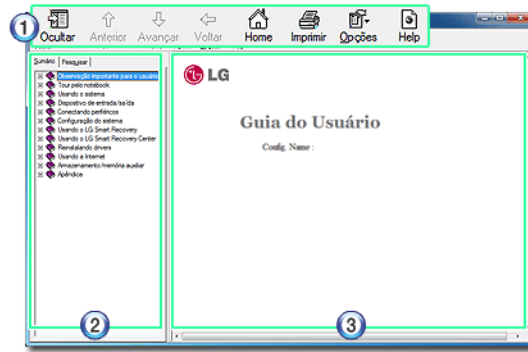 1
Ocultar Anterior Avançar Voltar Home Imprimir Opções Help
Sumário Pesquisar
Observação importante para o usuário
Tour pelo notebook
Usando o sistema
Dispositivo de entrada/saída
Conectando periféricos
Configuração do sistema
Usando o LG Smart Recovery
Usando o LG Smart Recovery Center
Reinstalando drivers
Usando a Internet
Armazenamento/memória auxiliar
Apêndice
2
LG
Guia do Usuário
Config. Name :
3